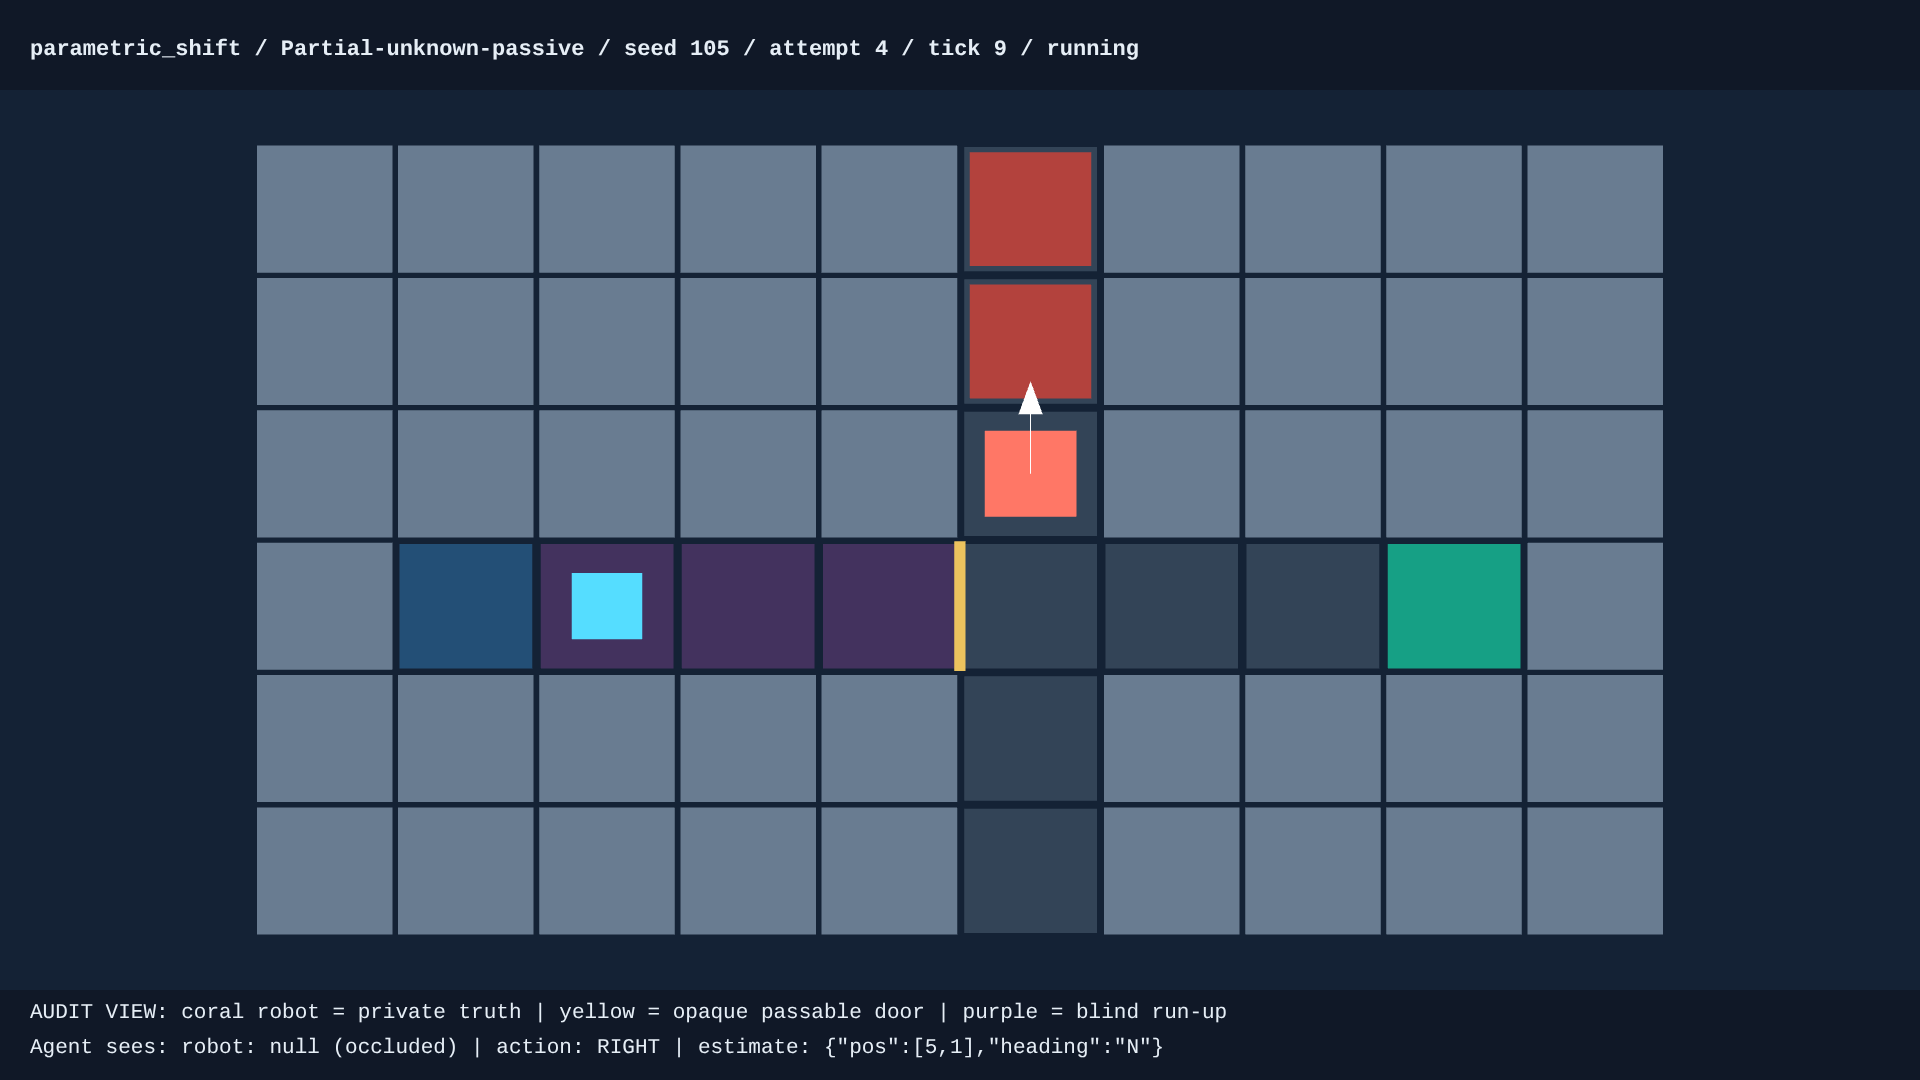 parametric_shift / Partial-unknown-passive / seed 105 / attempt 4 / tick 9 / running
AUDIT VIEW: coral robot = private truth | yellow = opaque passable door | purple = blind run-up
Agent sees: robot: null (occluded) | action: RIGHT | estimate: {"pos":[5,1],"heading":"N"}